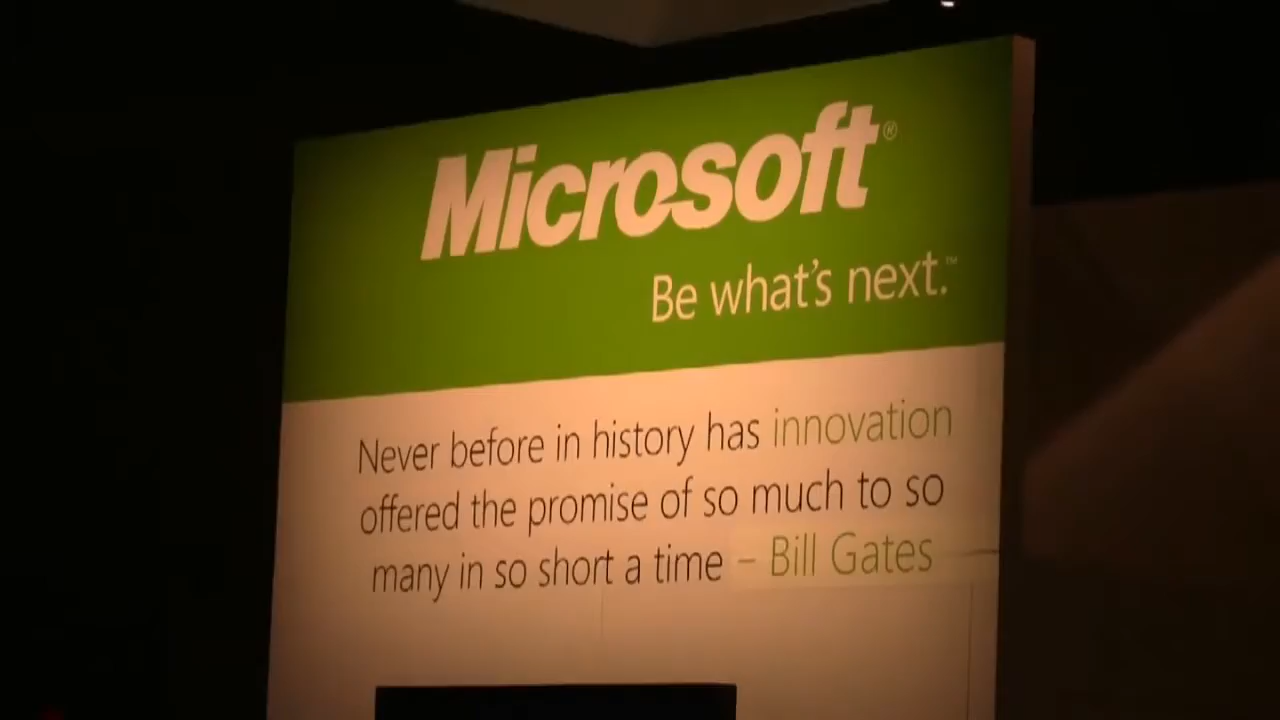 Microsoft®
Be what's next.™
Never before in history has innovation
offered the promise of so much to so
many in so short a time – Bill Gates